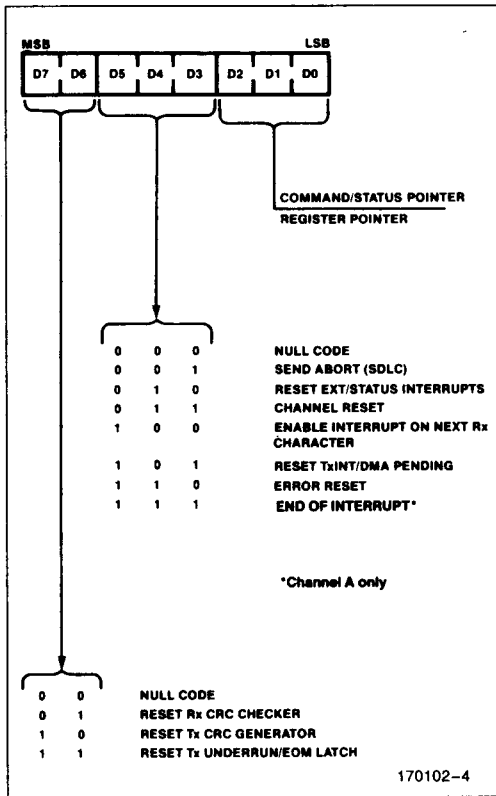 MSB LSB
D7 D6 D5 D4 D3 D2 D1 D0
COMMAND/STATUS POINTER
REGISTER POINTER
0 0 0 NULL CODE
0 0 1 SEND ABORT (SDLC)
0 1 0 RESET EXT/STATUS INTERRUPTS
0 1 1 CHANNEL RESET
1 0 0 ENABLE INTERRUPT ON NEXT Rx
CHARACTER
1 0 1 RESET TxINT/DMA PENDING
1 1 0 ERROR RESET
1 1 1 END OF INTERRUPT*
*Channel A only
0 0 NULL CODE
0 1 RESET Rx CRC CHECKER
1 0 RESET Tx CRC GENERATOR
1 1 RESET Tx UNDERRUN/EOM LATCH
170102-4